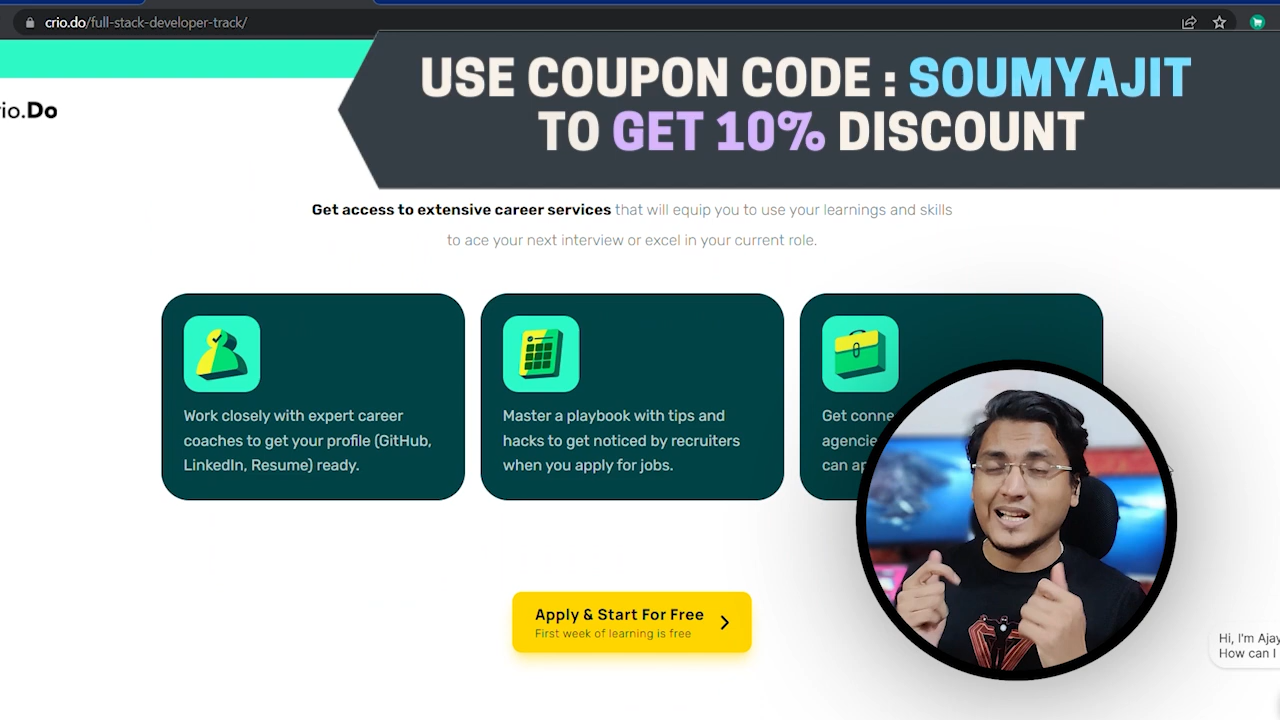 crio.do/full-stack-developer-track/
USE COUPON CODE : SOUMYAJIT
TO GET 10% DISCOUNT
io.Do
Get access to extensive career services that will equip you to use your learnings and skills
to ace your next interview or excel in your current role.
Work closely with expert career
coaches to get your profile (GitHub,
LinkedIn, Resume) ready.
Master a playbook with tips and
hacks to get noticed by recruiters
when you apply for jobs.
Get
can
Apply & Start For Free
First week of learning is free
Hi, I'm Ajay
How can I